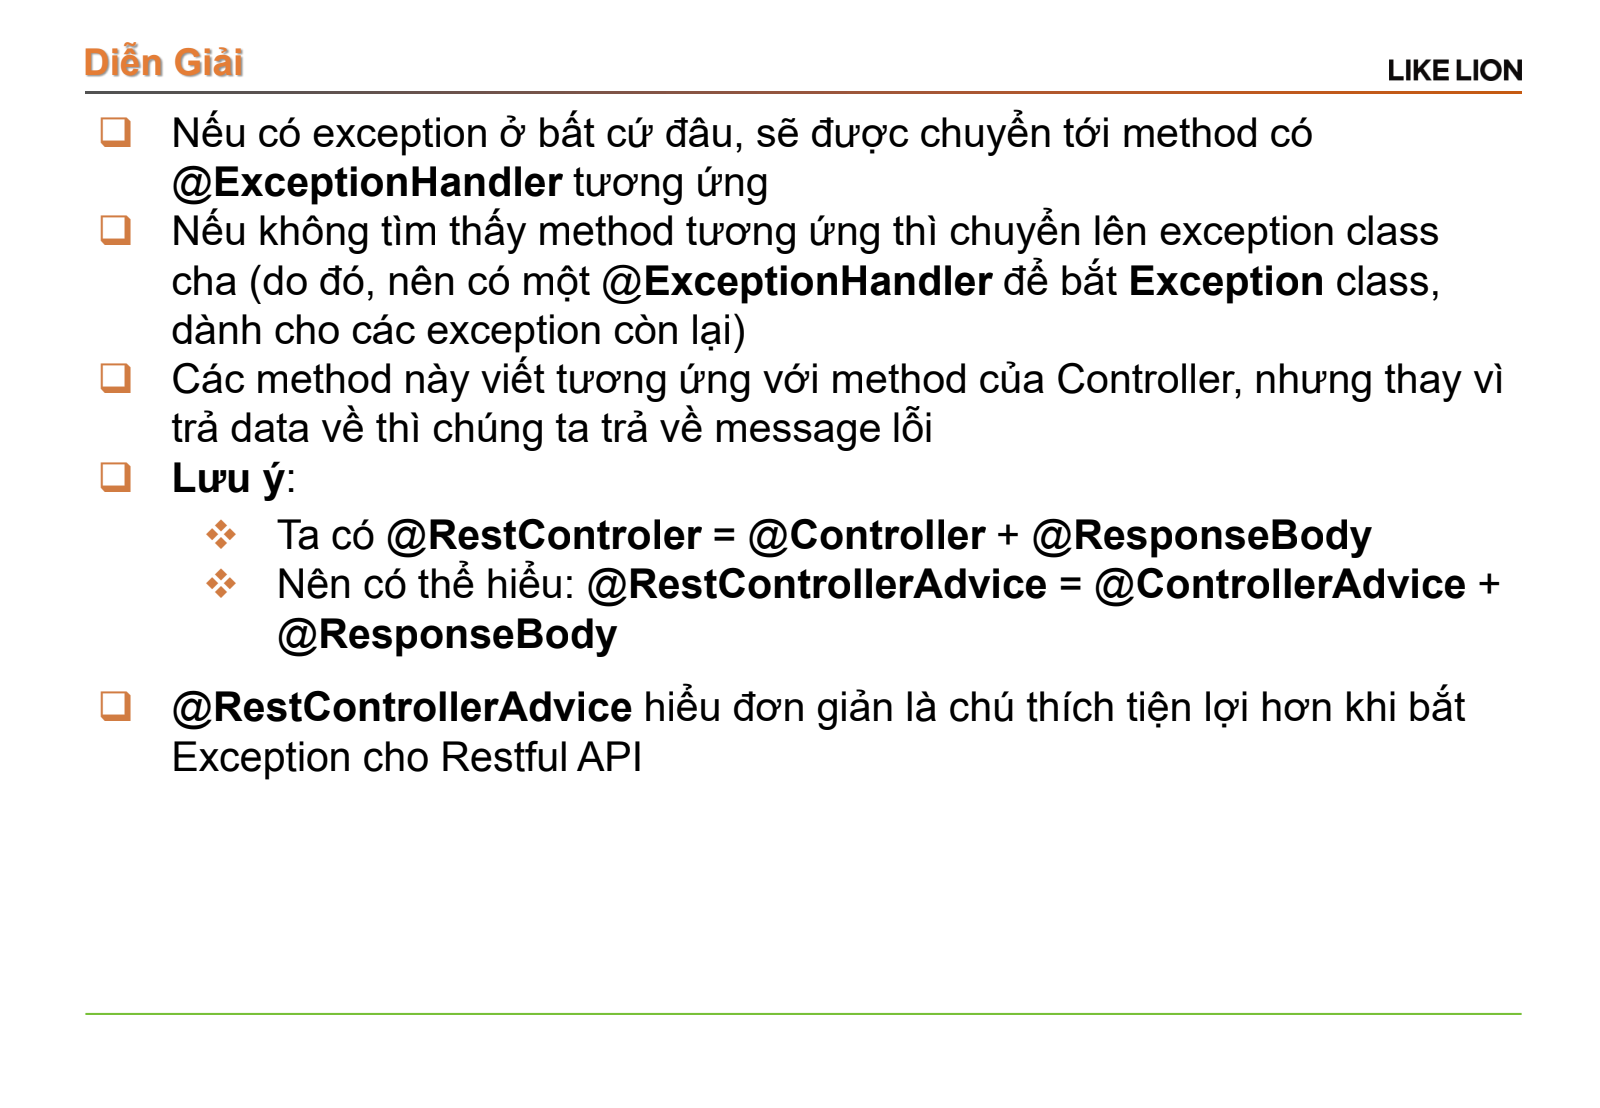 Diễn Giải
LIKE LION
Nếu có exception ở bất cứ đâu, sẽ được chuyển tới method có
@ExceptionHandler tương ứng
Nếu không tìm thấy method tương ứng thì chuyển lên exception class
cha (do đó, nên có một @ExceptionHandler để bắt Exception class,
dành cho các exception còn lại)
Các method này viết tương ứng với method của Controller, nhưng thay vì
trả data về thì chúng ta trả về message lỗi
Lưu ý:
Ta có @RestControler = @Controller + @ResponseBody
Nên có thể hiểu: @RestControllerAdvice = @ControllerAdvice +
@ResponseBody
@RestControllerAdvice hiểu đơn giản là chú thích tiện lợi hơn khi bắt
Exception cho Restful API